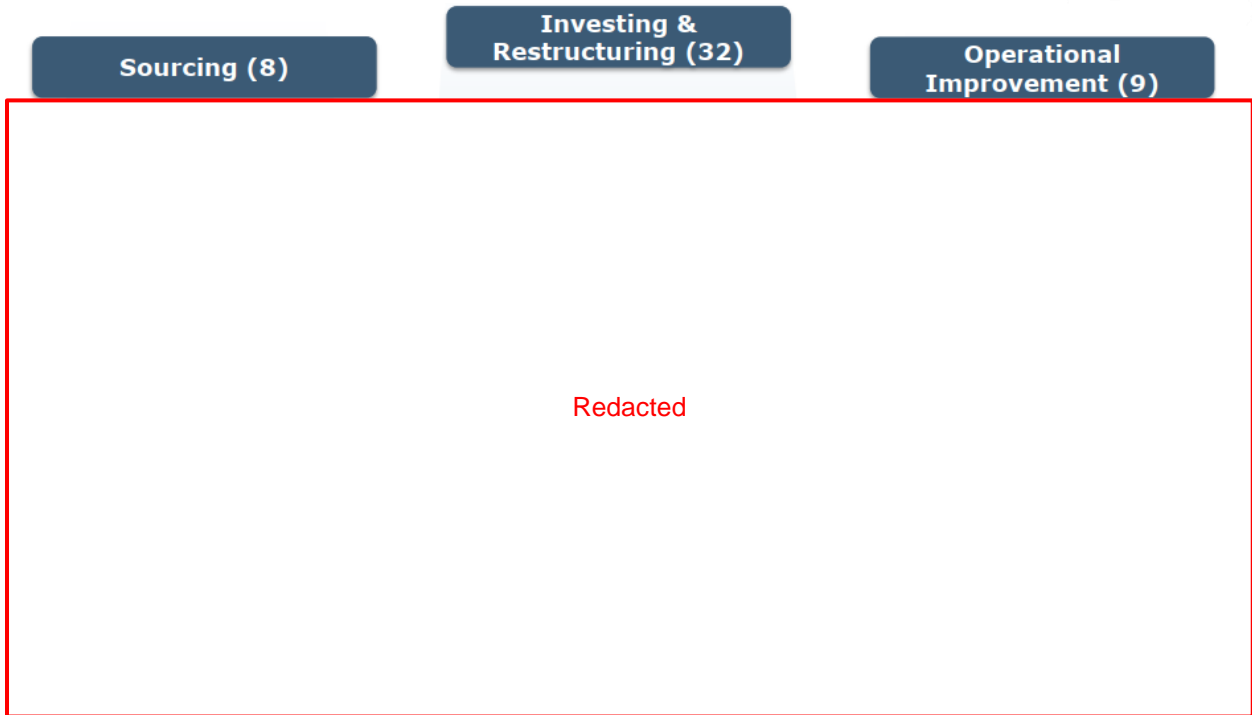 Sourcing (8)
Investing &
Restructuring (32)
Operational
Improvement (9)
Redacted